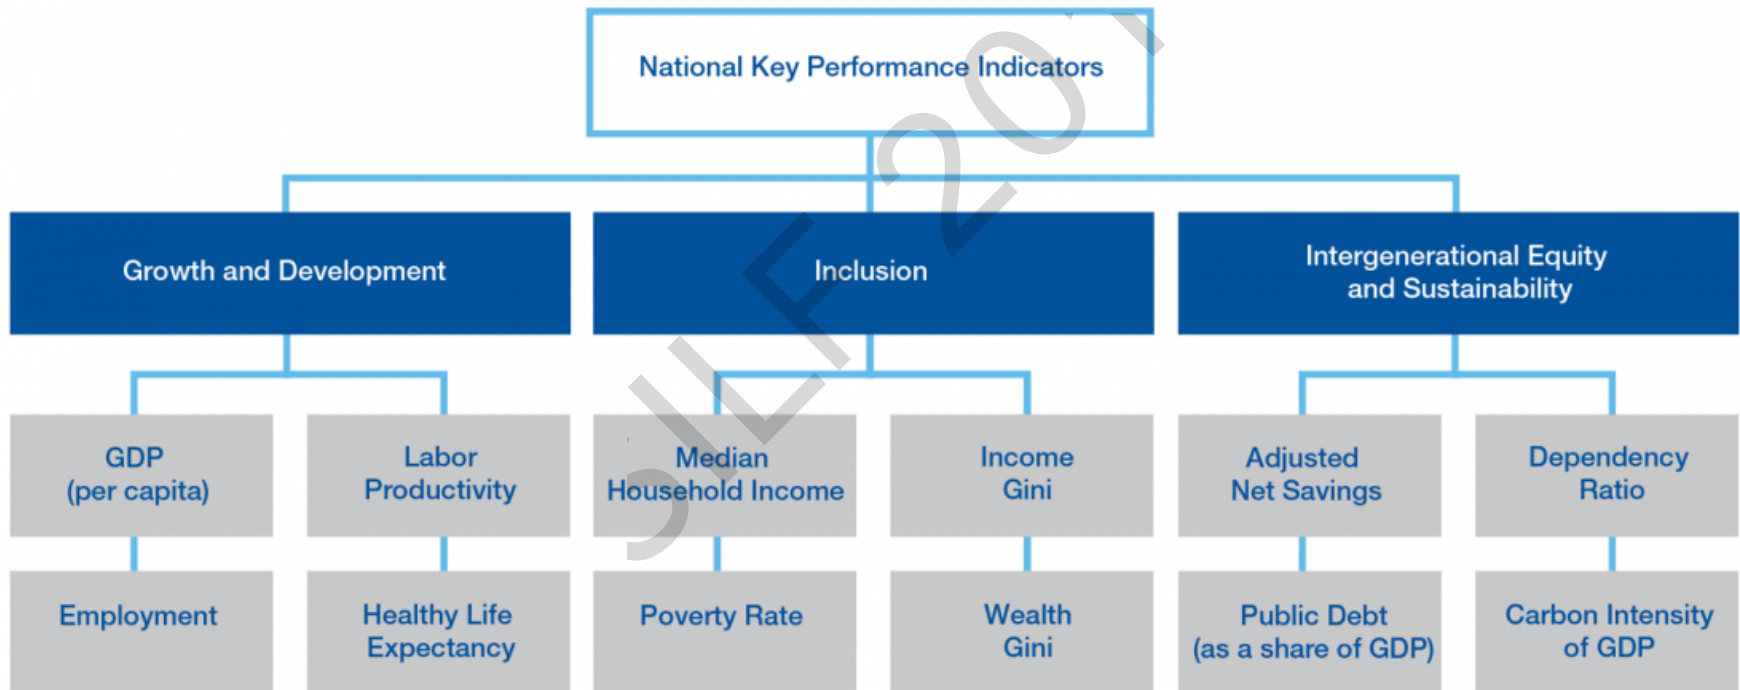 National Key Performance Indicators
Growth and Development
Inclusion
Intergenerational Equity
and Sustainability
GDP
(per capita)
Labor
Productivity
Median
Household Income
Income
Gini
Adjusted
Net Savings
Dependency
Ratio
Employment
Healthy Life
Expectancy
Poverty Rate
Wealth
Gini
Public Debt
(as a share of GDP)
Carbon Intensity
of GDP